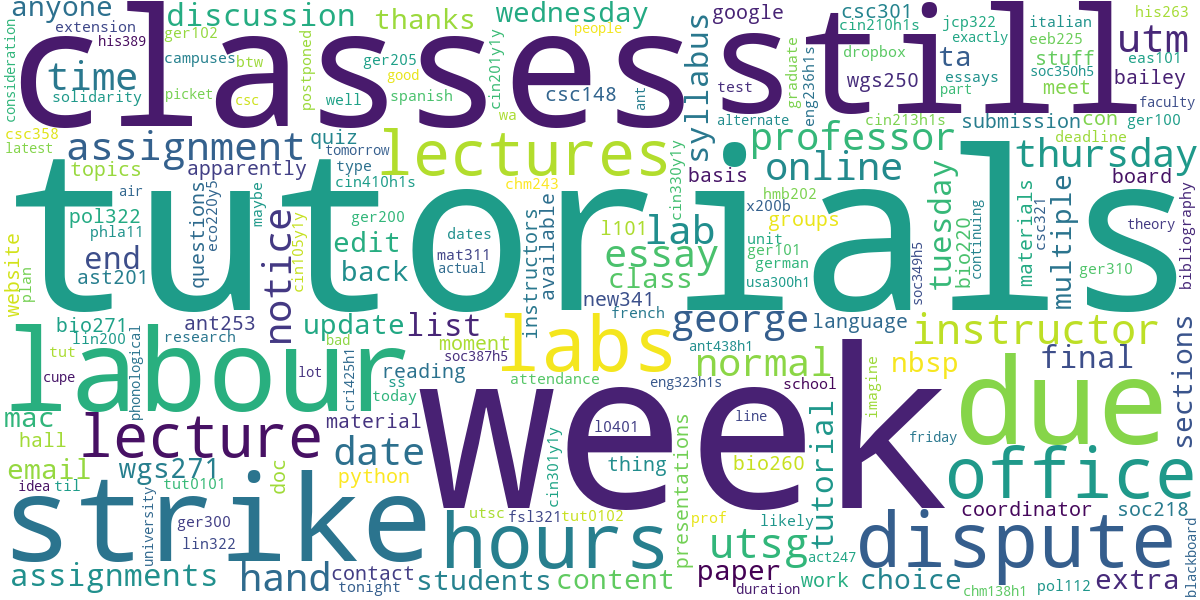 anyone
discussion
thanks
wednesday
google
csc301
jcp322
italian
his263
extension
ger102
people
cin210h1s
exactly
utm
consideration
his389
campuses
btw
postponed
ger205
good
classes
still
dropbox
ta
eeb225
stuff
time
solidarity
picket
csc
well
spanish
cin201y1y
csc148
ant
syllabus
test
graduate
eng236h1s
wgs250
essays
part
eas101
soc350h5
meet
bailey
faculty
wa
alternate
cin213h1s
submission
con
ger100
csc358
latest
assignment
quiz
tomorrow
lectures
professor
deadline
thursday
topics
apparently
type
cin410h1s
chm243
cin330y1y
basis
online
board
air
questions
eco220y5
maybe
hmb202
x200b
tuesday
multiple
materials
csc321
theory
bibliography
tutorials
pol322
phla11
notice
cin105y1y
ger200
edit
dates
mat311
actual
l101
lab
groups
unit
ger101
german
usa300h1
bio220
continuing
website
plan
end
ast201
back
instructors
available
essay
class
soc349h5
ger310
new341
french
george
language
instructor
sections
bio271
lin200
ant253
research
update
list
moment
soc387h5
labs
ant438h1
normal
nbsp
final
tut
cupe
phonological
labour
lot
bad
cri425h1
reading
ss
today
attendance
eng323h1s
school
imagine
due
mac
hall
lecture
material
week
l0401
line
friday
email
wgs271
date
python
cin301y1y
thing
presentations
bio260
tutorial
office
idea
til
university
tut0101
doc
strike
ger300
lin322
utsc
fsl321
tut0102
prof
likely
coordinator
soc218
hours
utsg
act247
dispute
blackboard
assignments
hand
contact
tonight
students
content
paper
duration
work
choice
chm138h1
pol112
extra